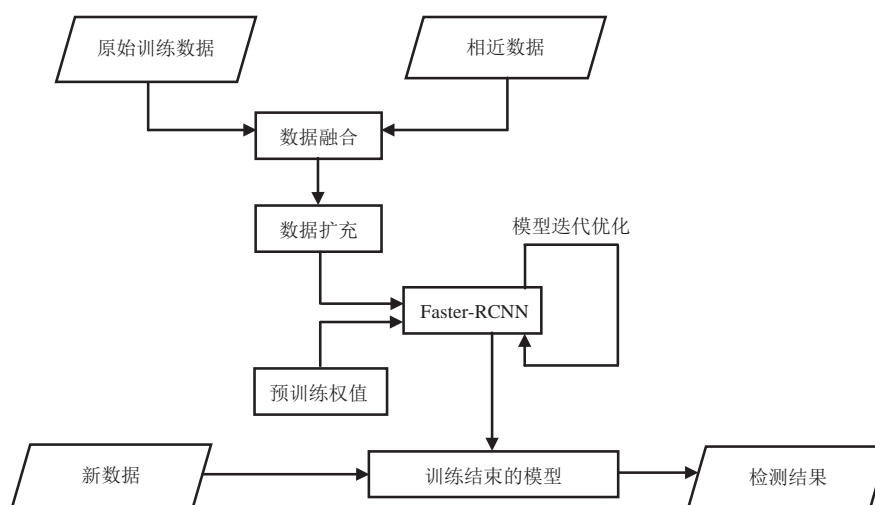 原始训练数据
相近数据
数据融合
数据扩充
模型迭代优化
Faster-RCNN
预训练权值
新数据
训练结束的模型
检测结果